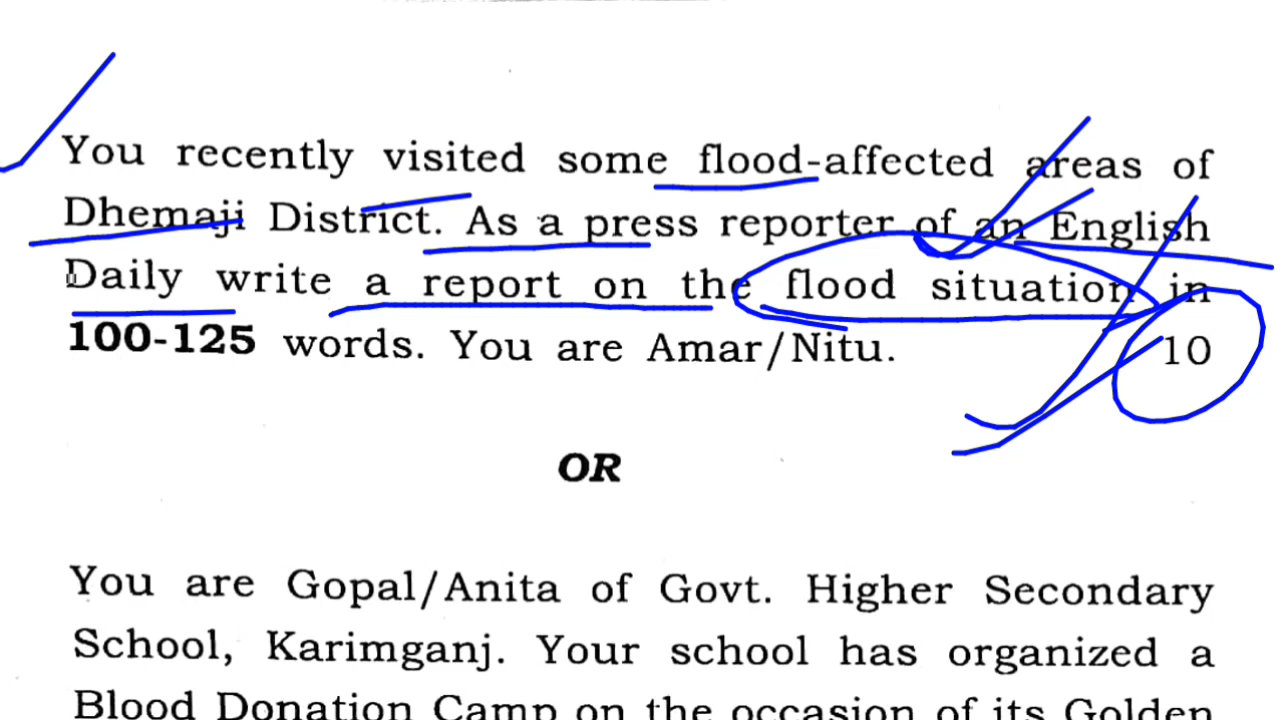 You recently visited some flood-affected areas of
Dhemaji District. As a press reporter of an English
Daily write a report on the flood situation in
100-125 words. You are Amar/Nitu. 10
OR
You are Gopal/Anita of Govt. Higher Secondary
School, Karimganj. Your school has organized a
Blood Donation Camp on the occasion of its Golden